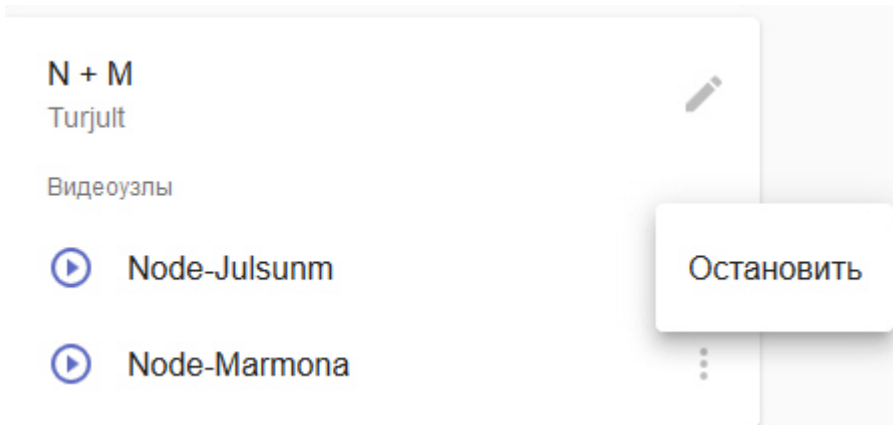 N + M
Turjult
Видеоузлы
Node-Julsunm
Остановить
Node-Marmona